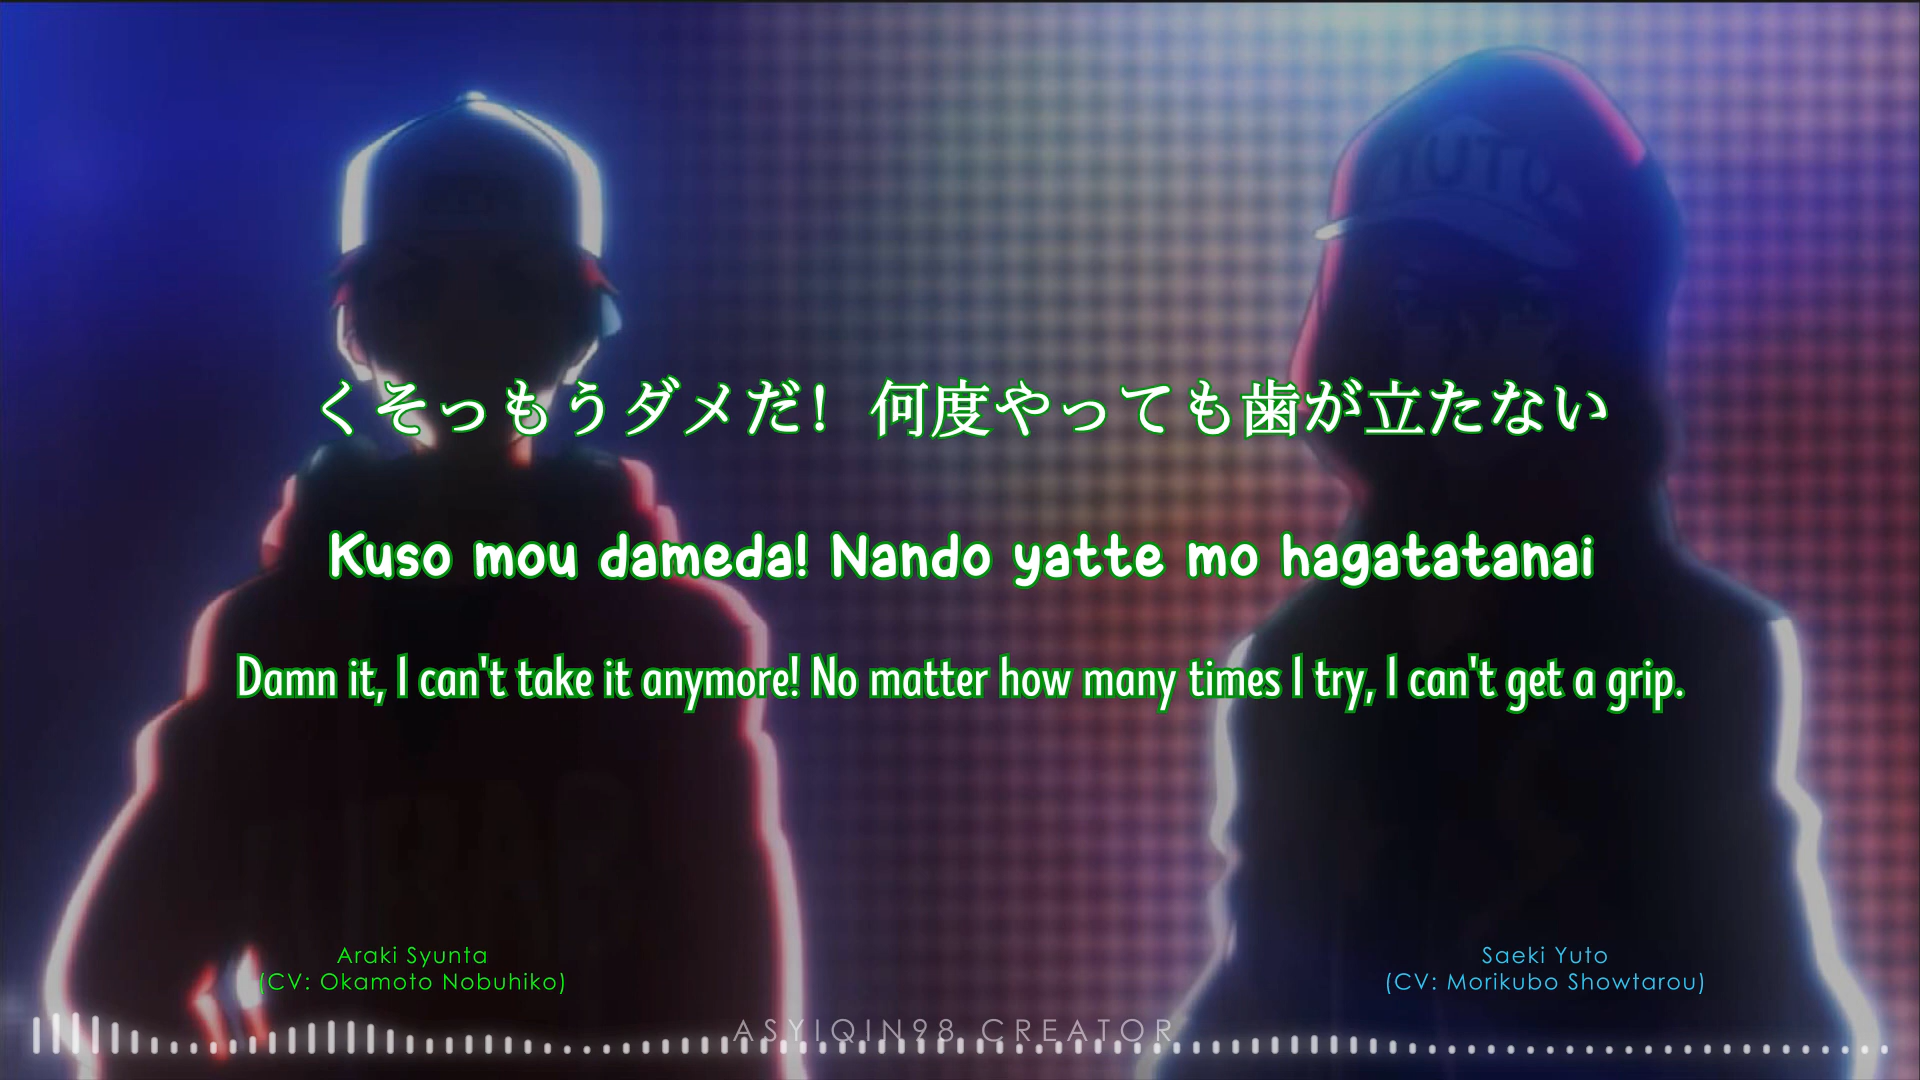 YUTO
くそっもうダメだ! 何度やっても歯が立たない
Kuso mou dameda! Nando yatte mo hagatatanai
Damn it, I can't take it anymore! No matter how many times I try, I can't get a grip.
Araki Syunta
(CV: Okamoto Nobuhiko)
Saeki Yuto
(CV: Morikubo Showtarou)
ASYIQIN98 CREATOR